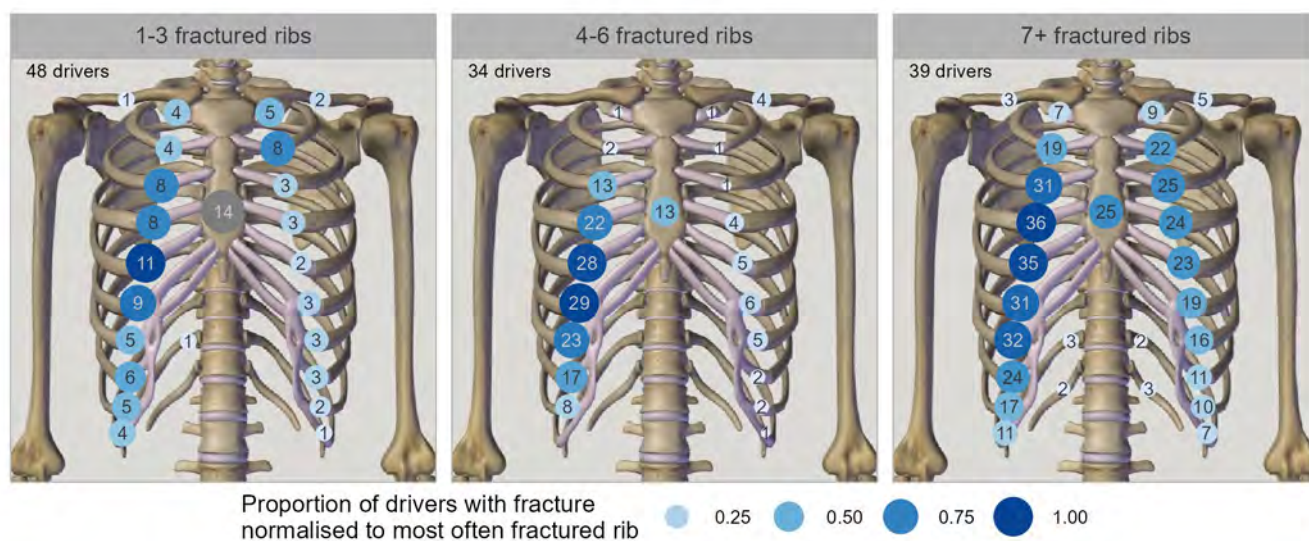 1-3 fractured ribs
48 drivers
1 2
4 5
4 8
8 3
14
8 3
11 2
9 3
5 1 3
6 3
5 2
4 1
4-6 fractured ribs
34 drivers
4
1 1
2 1
13 1
13
22 4
28 5
29 6
23 5
17 2
8 2
1
7+ fractured ribs
39 drivers
3 5
7 9
19 22
31 25
25
36 24
35 23
31 19
32 3 2 16
24 2 3 11
17 10
11 7
Proportion of drivers with fracture
normalised to most often fractured rib
0.25 0.50 0.75 1.00